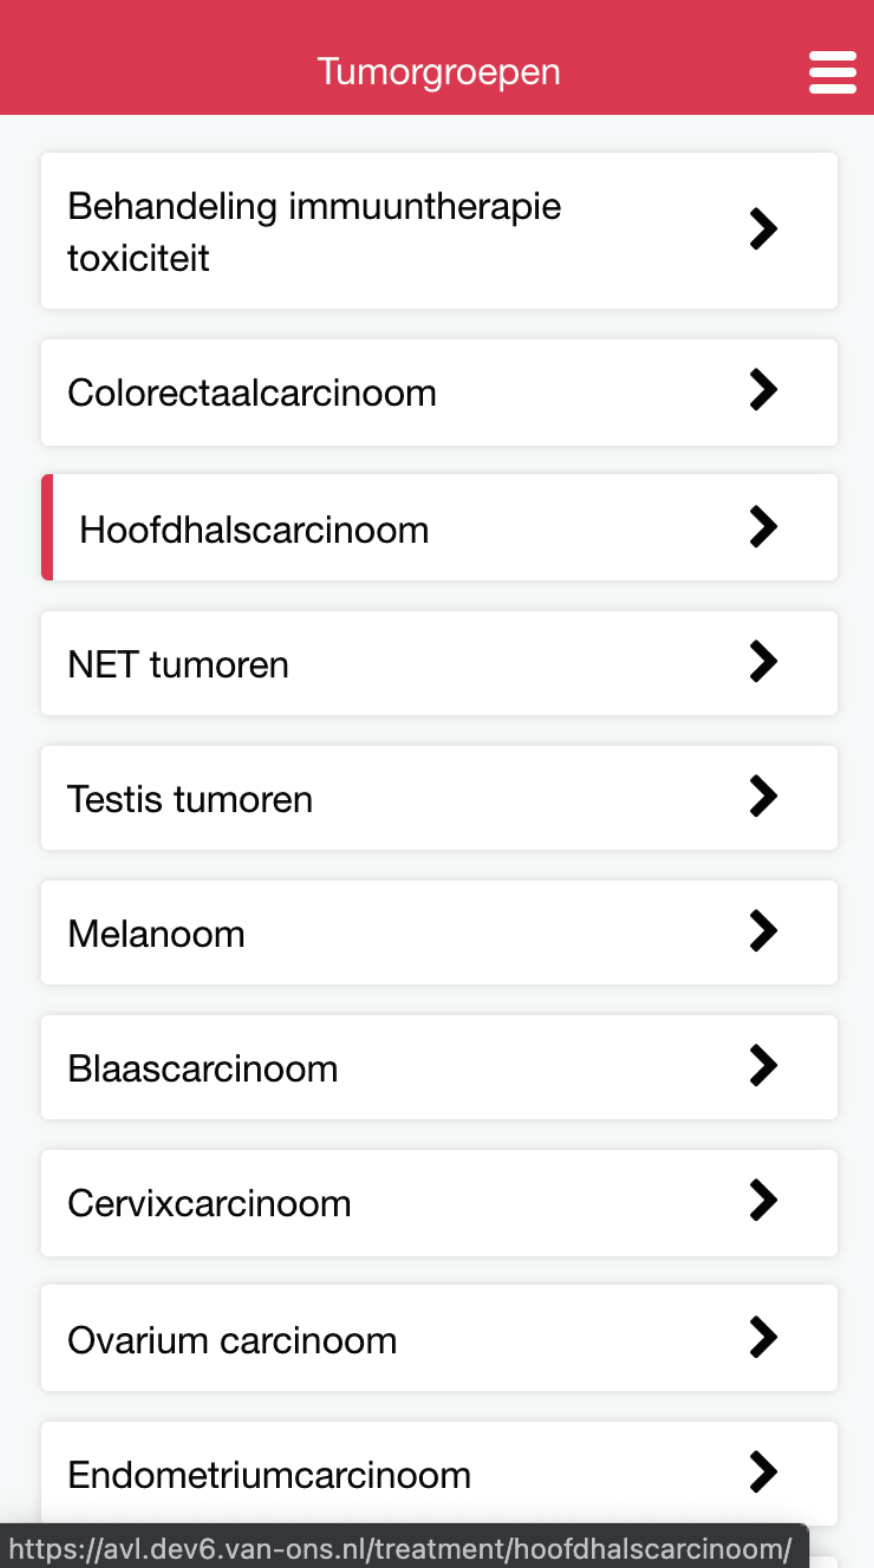 Tumorgroepen
Behandeling immuuntherapie
toxiciteit
Colorectaalcarcinoom
Hoofdhalscarcinoom
NET tumoren
Testis tumoren
Melanoom
Blaascarcinoom
Cervixcarcinoom
Ovarium carcinoom
Endometriumcarcinoom
https://avl.dev6.van-ons.nl/treatment/hoofdhalscarcinoom/